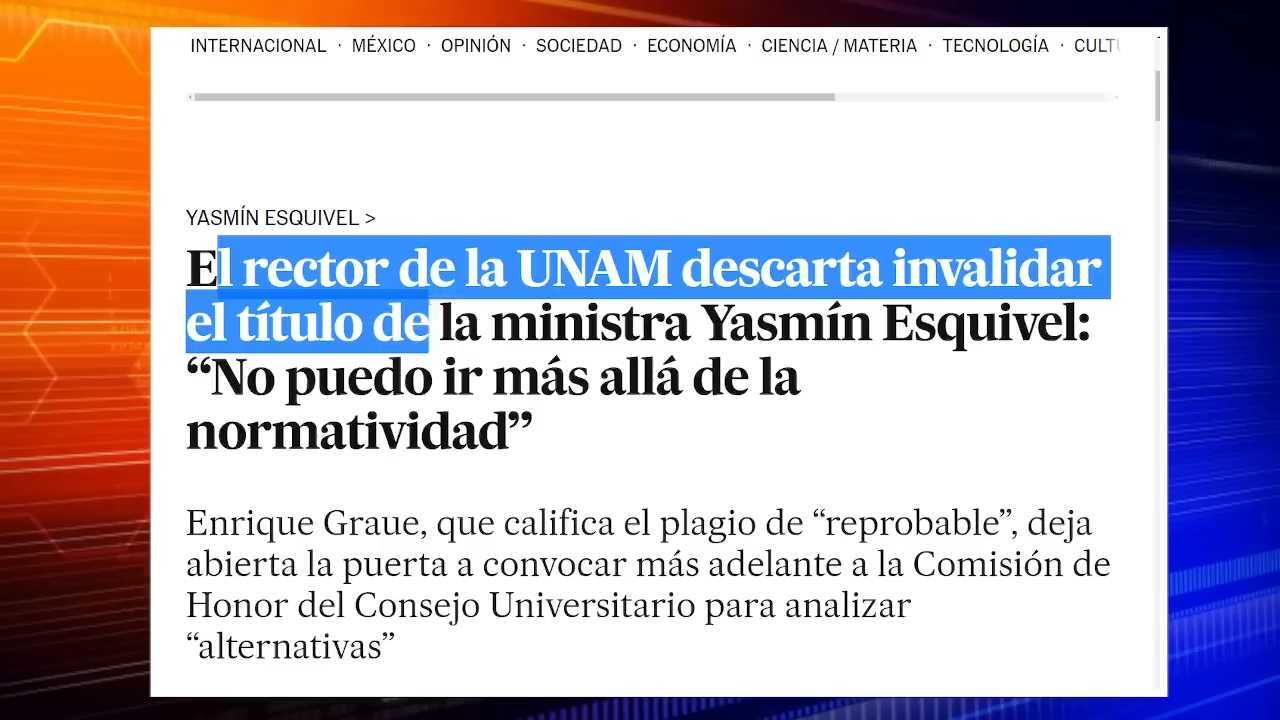 INTERNACIONAL · MÉXICO · OPINIÓN · SOCIEDAD · ECONOMÍA · CIENCIA / MATERIA · TECNOLOGÍA ·
YASMÍN ESQUIVEL >
El rector de la UNAM descarta invalidar
el título de la ministra Yasmín Esquivel:
“No puedo ir más allá de la
normatividad”
Enrique Graue, que califica el plagio de “reprobable”, deja
abierta la puerta a convocar más adelante a la Comisión de
Honor del Consejo Universitario para analizar
“alternativas”